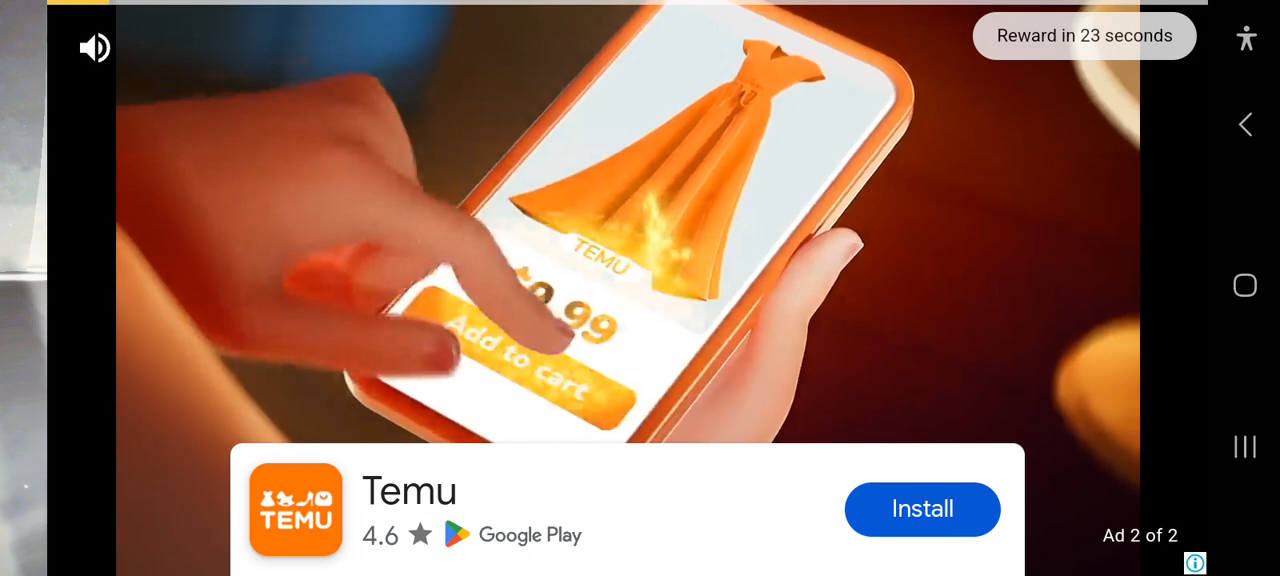 Reward in 23 seconds
TEMU
9.99
Add to cart
TEMU
Temu
4.6 ★ Google Play
Install
Ad 2 of 2